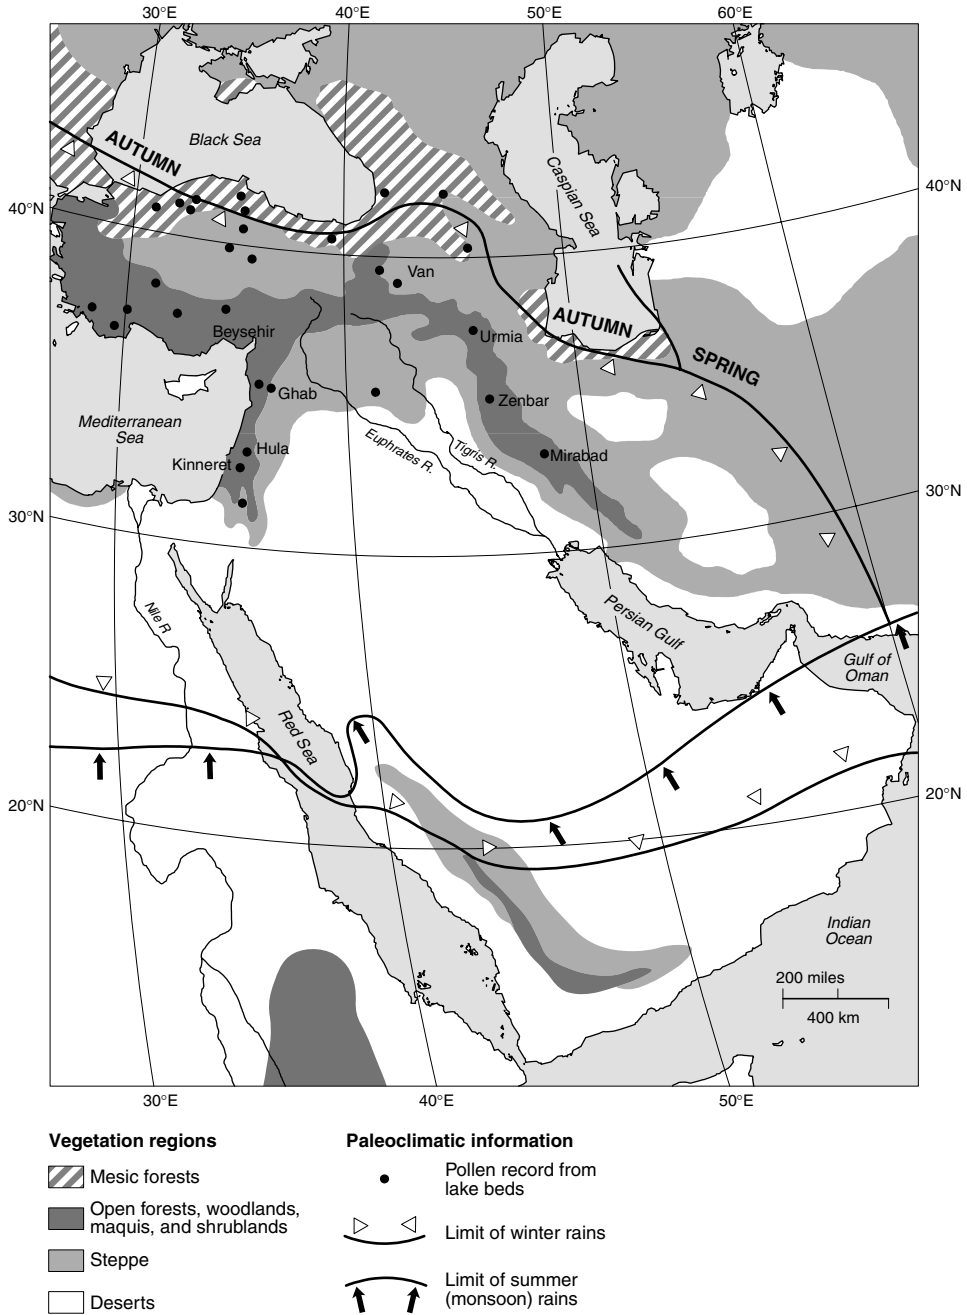 30°E
40°E
50°E
60°E
AUTUMN
Black Sea
Caspian Sea
40°N
40°N
Van
Beysehir
Urmia
AUTUMN
SPRING
Ghab
Zenbar
Mediterranean
Sea
Hula
Kinneret
Euphrates R.
Tigris R.
Mirabad
30°N
30°N
Nile R
Persian Gulf
Gulf of
Oman
Red Sea
20°N
20°N
Indian
Ocean
200 miles
400 km
30°E
40°E
50°E
Vegetation regions
Mesic forests
Open forests, woodlands,
maquis, and shrublands
Steppe
Deserts
Paleoclimatic information
Pollen record from
lake beds
Limit of winter rains
Limit of summer
(monsoon) rains